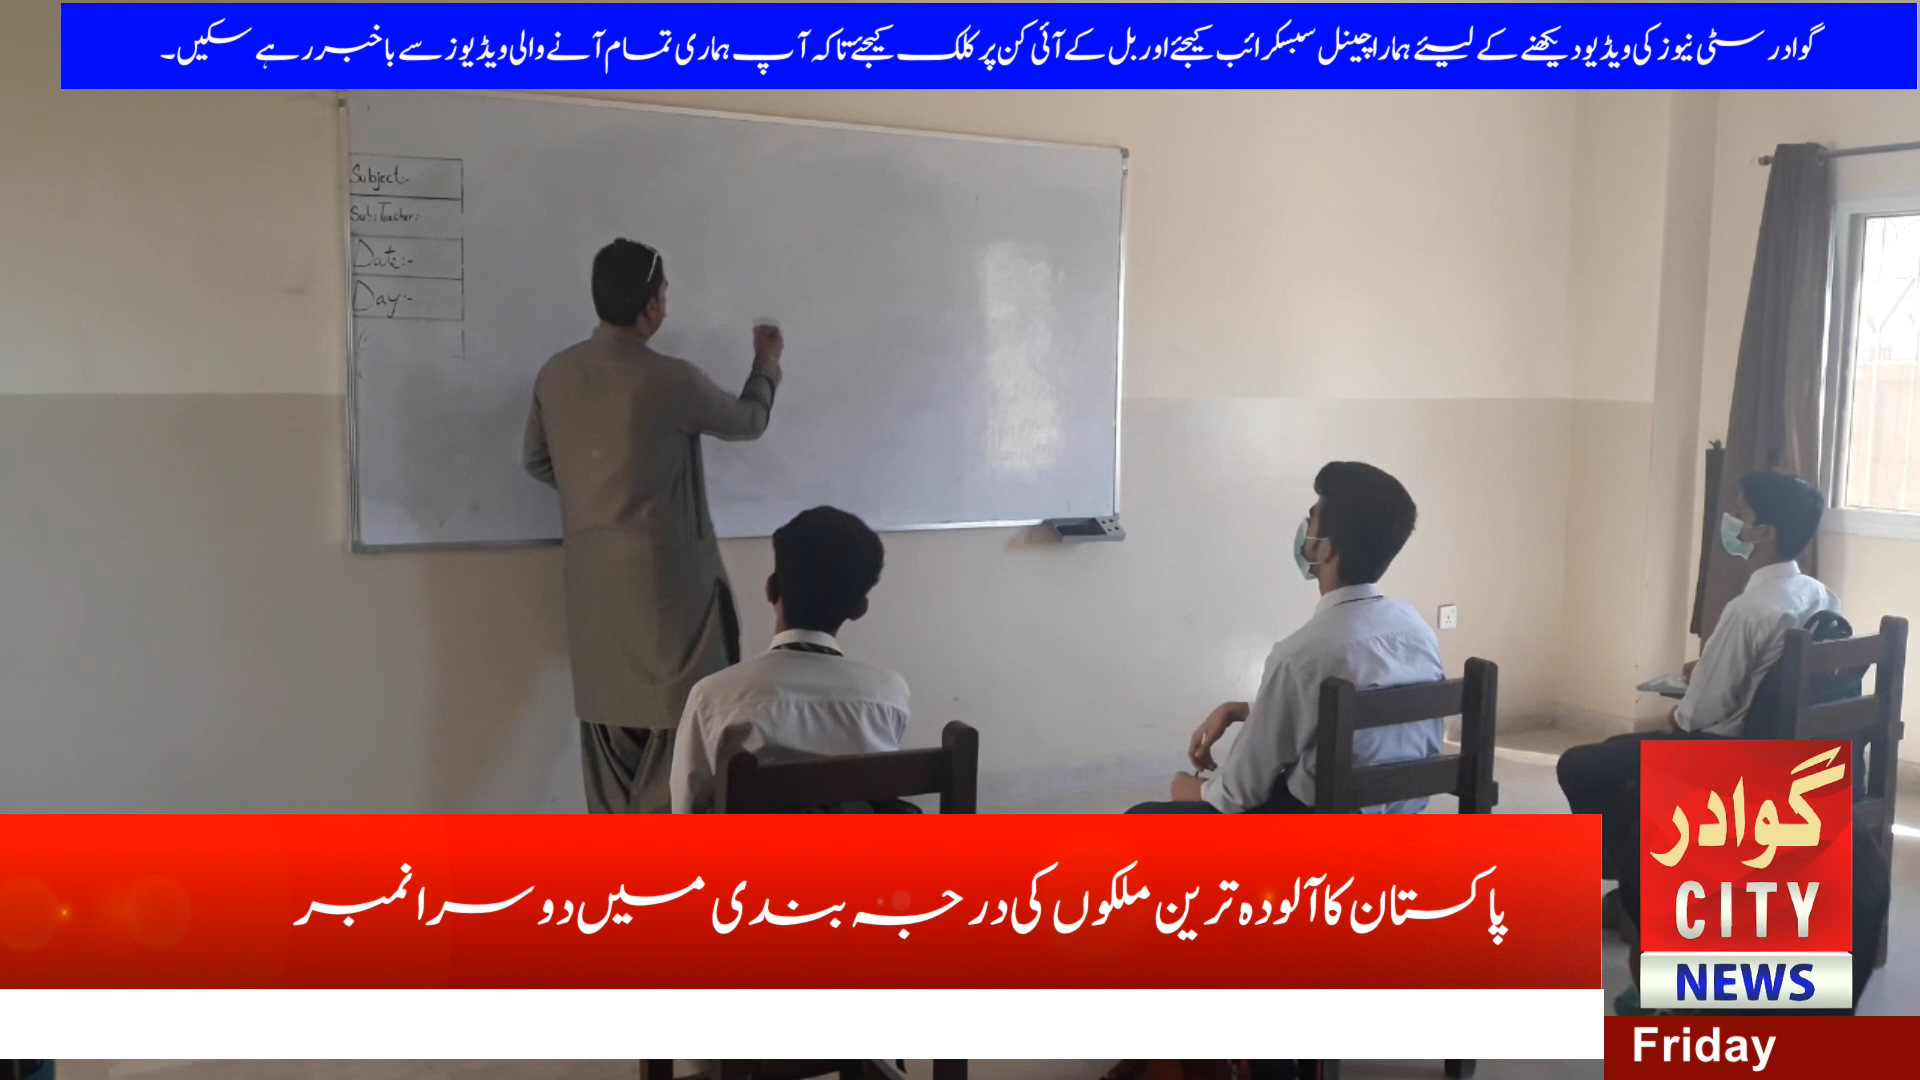 گوادر سٹی نیوز کی ویڈیو دیکھنے کے لیئے ہمارا چینل سبسکرائب کیجئے اور بل کے آئی کن پر کلک کیجئے تاکہ آپ ہماری تمام آنے والی ویڈیوز سے باخبر رہے سکیں۔
Subject:-
Sub: Teacher:
Date:-
Day:-
پاکستان کا آلودہ ترین ملکوں کی درجہ بندی میں دوسرا نمبر
گوادر
CITY
NEWS
Friday